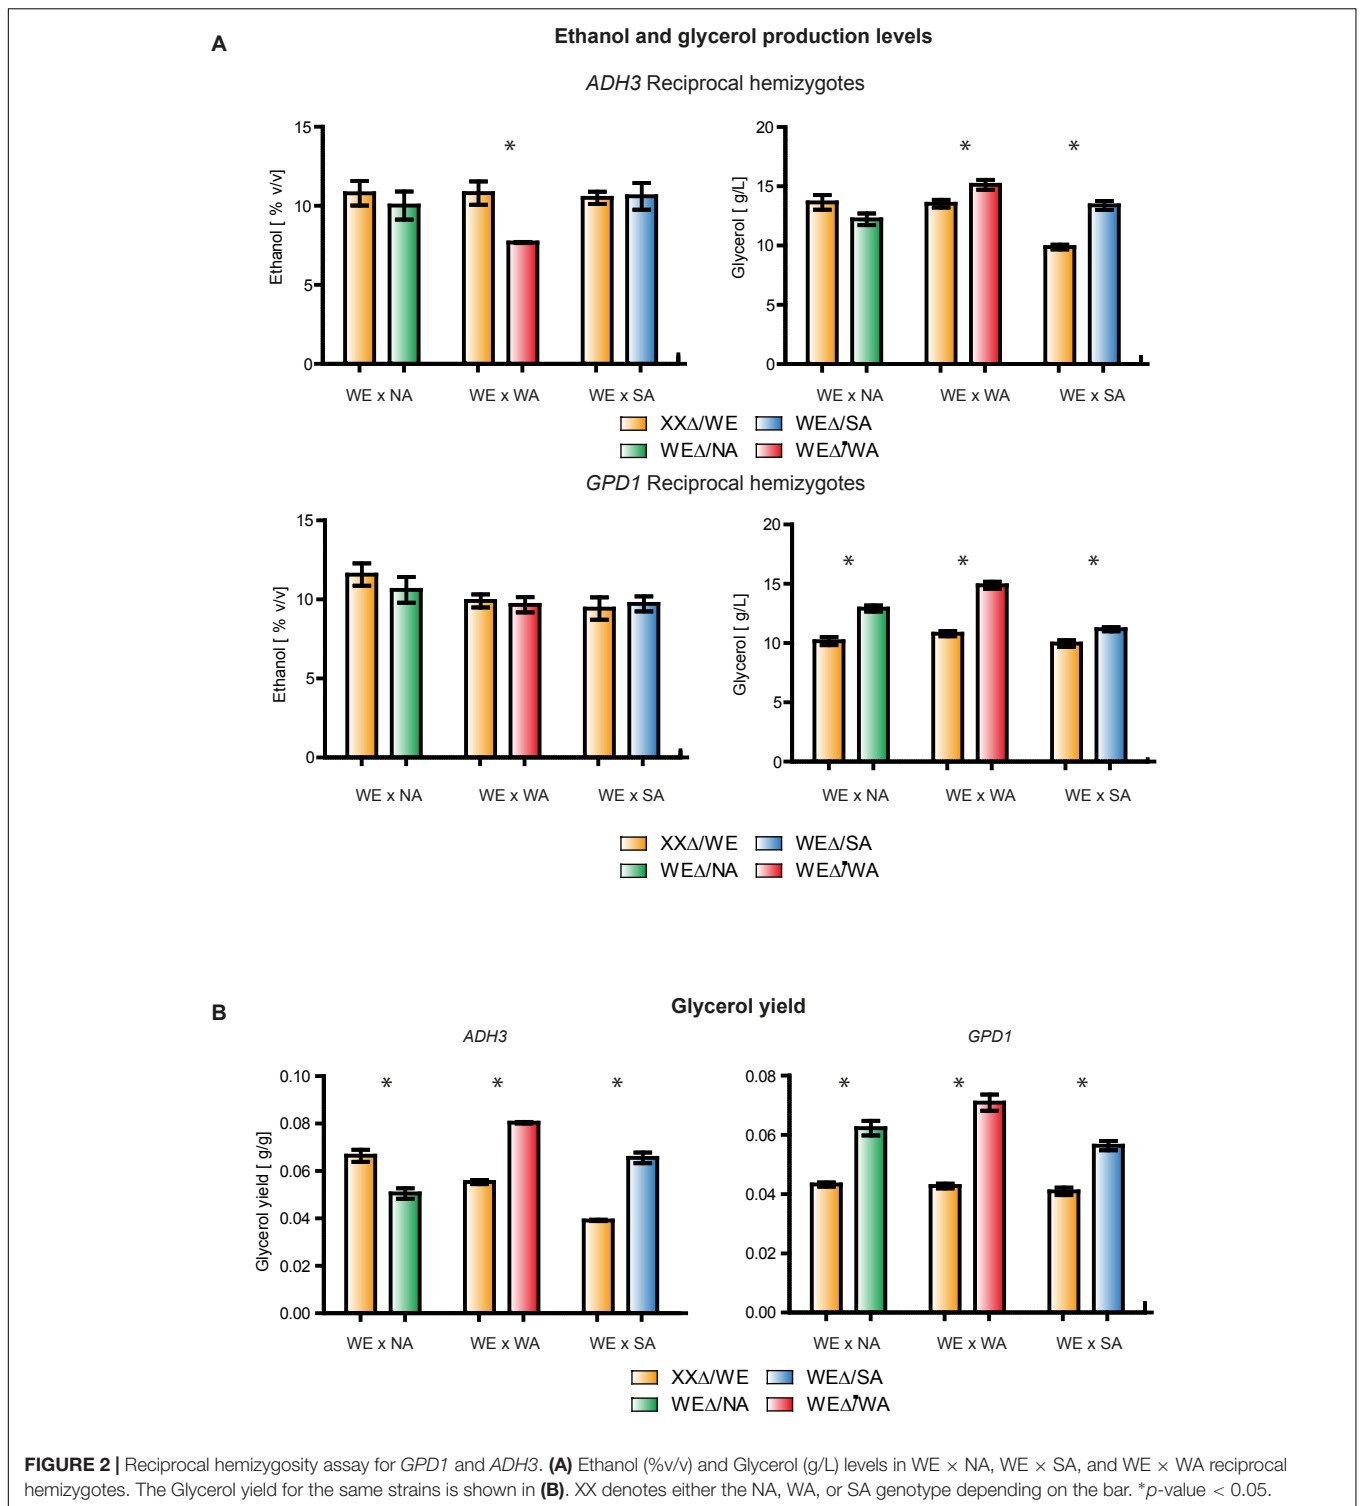 A
Ethanol and glycerol production levels
ADH3 Reciprocal hemizygotes
15
10
5
0
Ethanol [ % v/v]
*
WE x NA
WE x WA
WE x SA
20
15
10
5
0
Glycerol [ g/L]
*
*
WE x NA
WE x WA
WE x SA
XXΔ/WE
WEΔ/SA
WEΔ/NA
WEΔ/WA
GPD1 Reciprocal hemizygotes
15
10
5
0
Ethanol [ % v/v]
WE x NA
WE x WA
WE x SA
20
15
10
5
0
Glycerol [ g/L]
*
*
*
WE x NA
WE x WA
WE x SA
XXΔ/WE
WEΔ/SA
WEΔ/NA
WEΔ/WA
B
Glycerol yield
ADH3
0.10
0.08
0.06
0.04
0.02
0.00
Glycerol yield [ g/g]
*
*
*
WE x NA
WE x WA
WE x SA
GPD1
0.08
0.06
0.04
0.02
0.00
*
*
*
WE x NA
WE x WA
WE x SA
XXΔ/WE
WEΔ/SA
WEΔ/NA
WEΔ/WA
FIGURE 2 | Reciprocal hemizygosity assay for GPD1 and ADH3. (A) Ethanol (%v/v) and Glycerol (g/L) levels in WE × NA, WE × SA, and WE × WA reciprocal
hemizygotes. The Glycerol yield for the same strains is shown in (B). XX denotes either the NA, WA, or SA genotype depending on the bar. *p-value < 0.05.